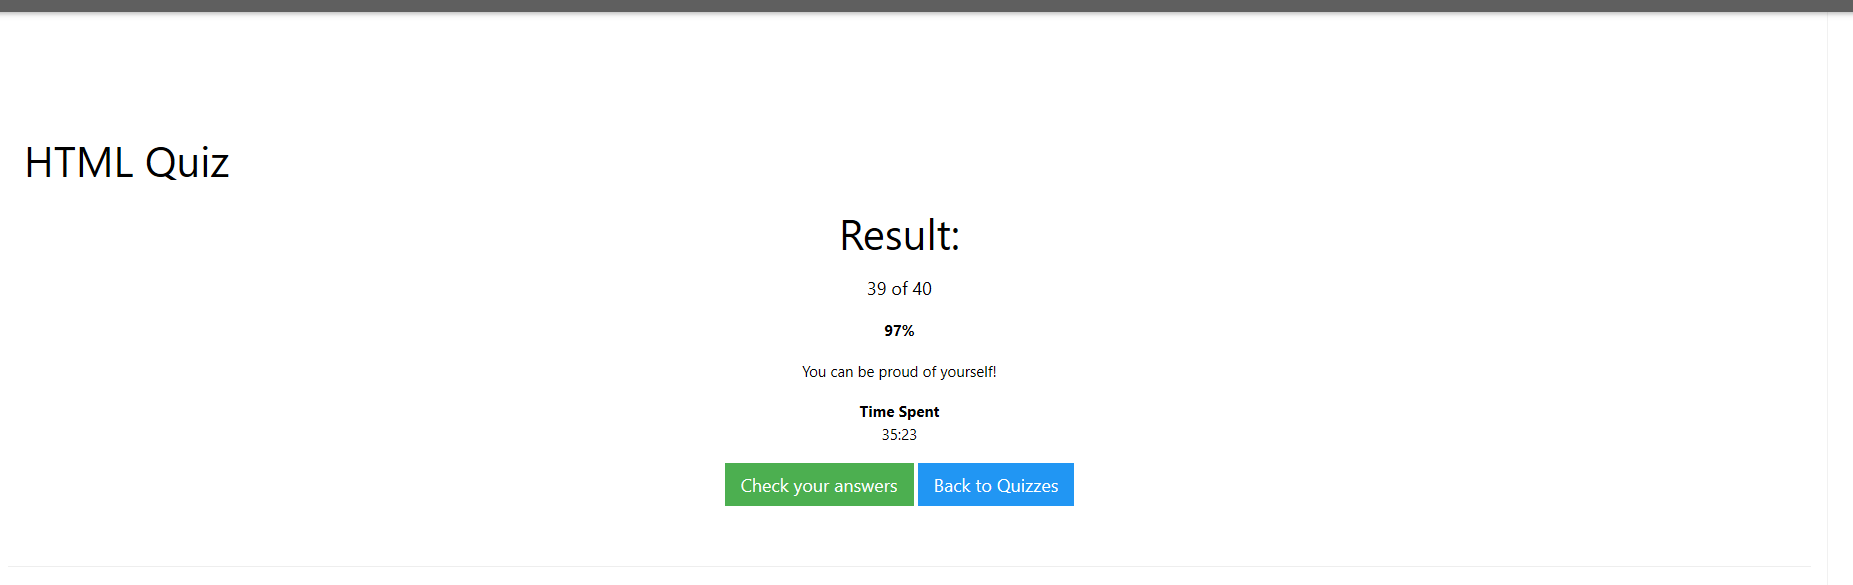 HTML Quiz
Result:
39 of 40
97%
You can be proud of yourself!
Time Spent
35:23
Check your answers Back to Quizzes